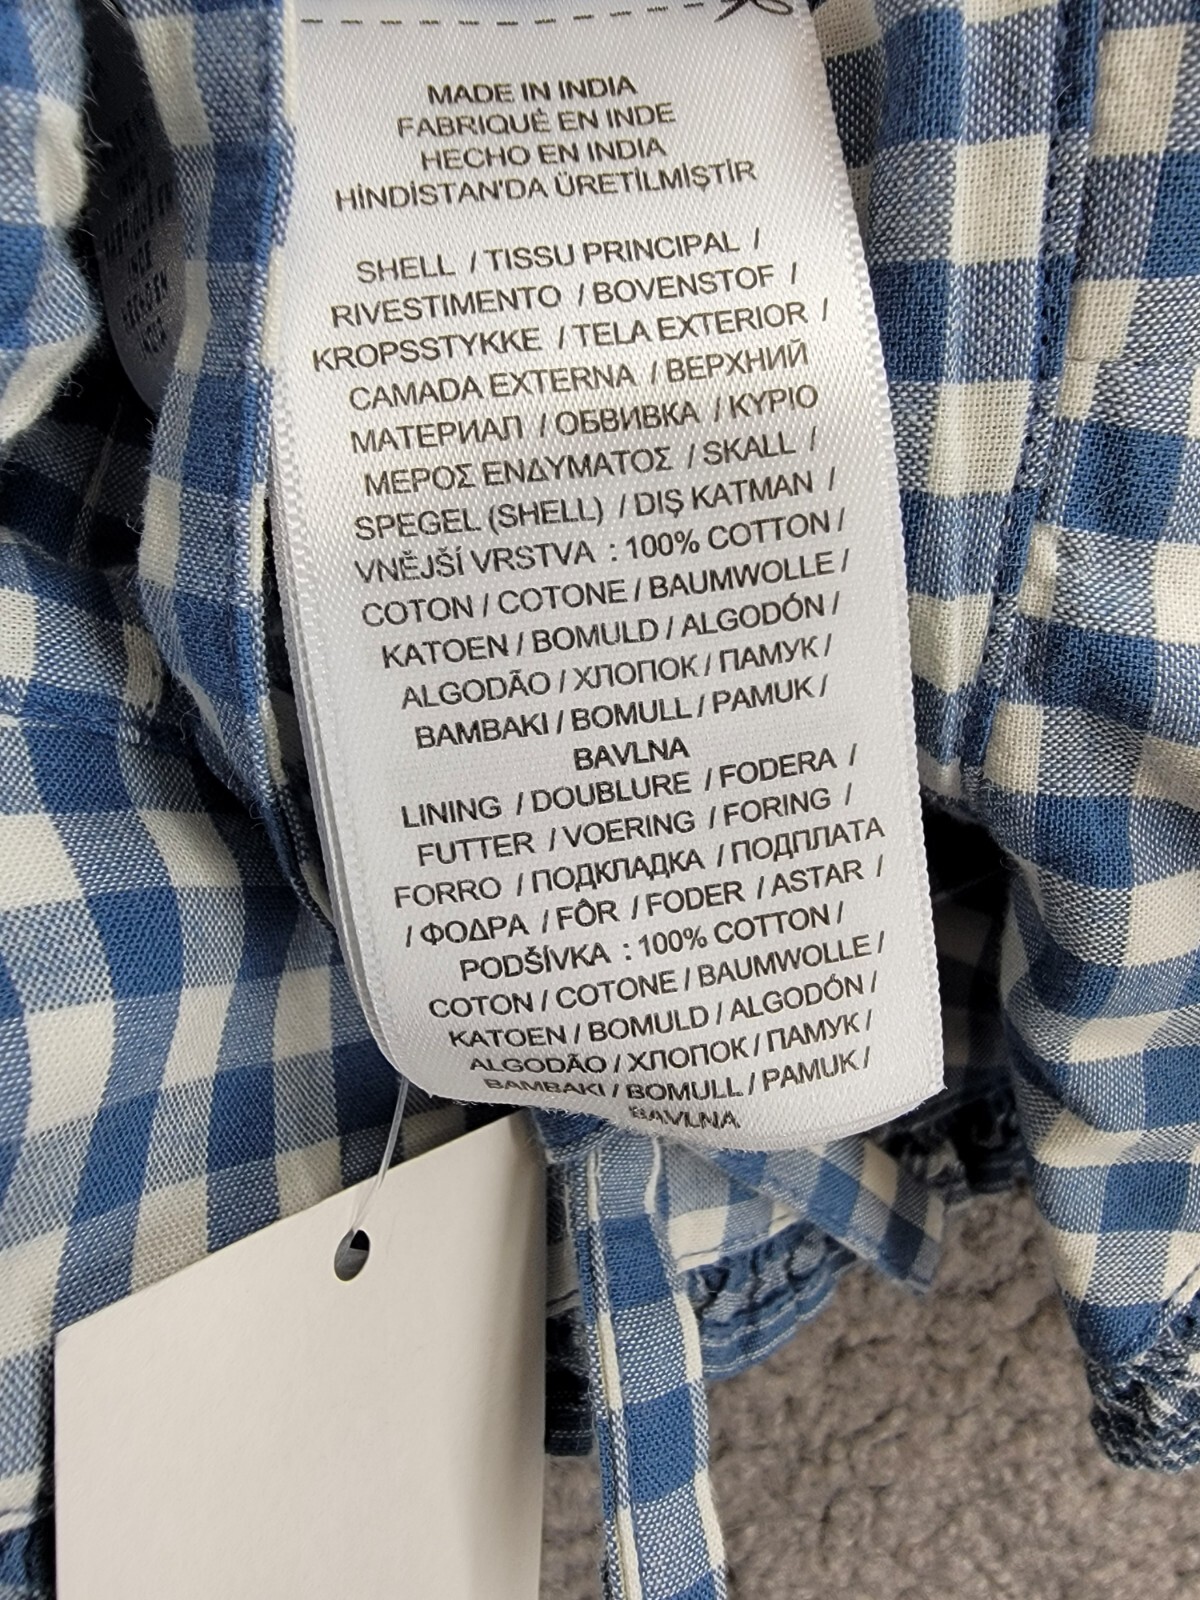 MADE IN INDIA
FABRIQUÉ EN INDE
HECHO EN INDIA
HİNDİSTAN'DA ÜRETİLMİŞTİR
SHELL / TISSU PRINCIPAL /
RIVESTIMENTO / BOVENSTOF /
KROPSSTYKKE / TELA EXTERIOR /
CAMADA EXTERNA / ВЕРХНИЙ
МАТЕРИАЛ / ОБВИВКА / ΚΥΡΙΟ
ΜΕΡΟΣ ΕΝΔΥΜΑΤΟΣ / SKALL /
SPEGEL (SHELL) / DIŞ KATMAN /
VNĚJŠÍ VRSTVA : 100% COTTON /
COTON / COTONE / BAUMWOLLE /
KATOEN / BOMULD / ALGODÓN /
ALGODÃO / ХЛОПОК / ПАМУК /
BAMBAKI / BOMULL / PAMUK /
BAVLNA
LINING / DOUBLURE / FODERA /
FUTTER / VOERING / FORING /
FORRO / ПОДКЛАДКА / ПОДПЛАТА
/ ΦΟΔΡΑ / FÔR / FODER / ASTAR /
PODŠÍVKA : 100% COTTON /
COTON / COTONE / BAUMWOLLE /
KATOEN / BOMULD / ALGODÓN /
ALGODÃO / ХЛОПОК / ПАМУК /
BAMBAKI / BOMULL / PAMUK /
BAVLNA